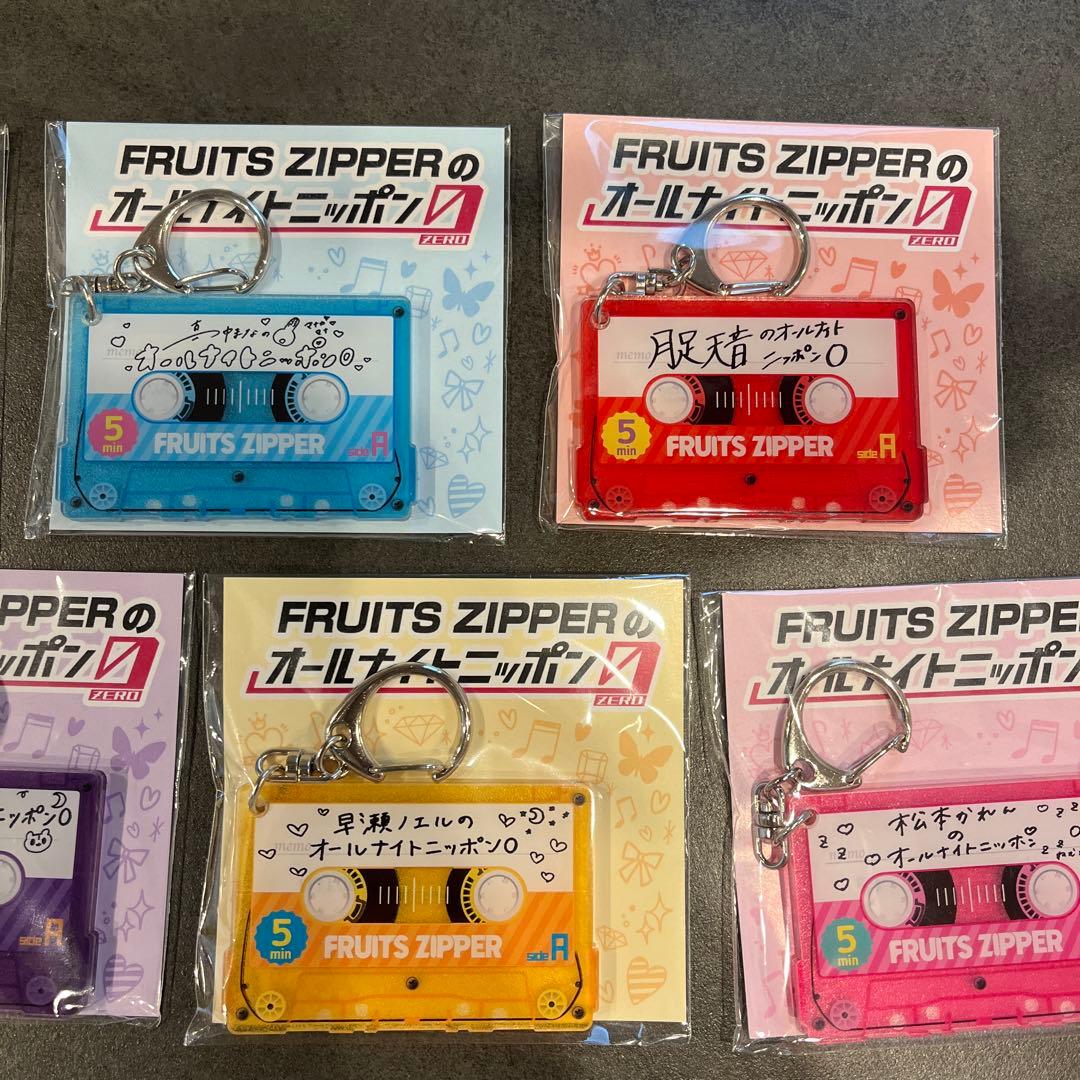 FRUITS ZIPPERの
オールナイトニッポン0
ZERO
真中まなの
オールナイトニッポン0
5
min
FRUITS ZIPPER
side A
FRUITS ZIPPERの
オールナイトニッポン0
ZERO
月足天音のオールナイト
ニッポン0
memo
5
min
FRUITS ZIPPER
side A
ZIPPERの
ッポン0
ZERO
ニッポン0
side A
FRUITS ZIPPERの
オールナイトニッポン0
ZERO
早瀬ノエルの
オールナイトニッポン0
memo
5
min
FRUITS ZIPPER
side A
FRUITS ZIPPE
オールナイトニッポン
松本かれん
の
オールナイトニッポン
z
z
z
z
5
min
FRUITS ZIPPER